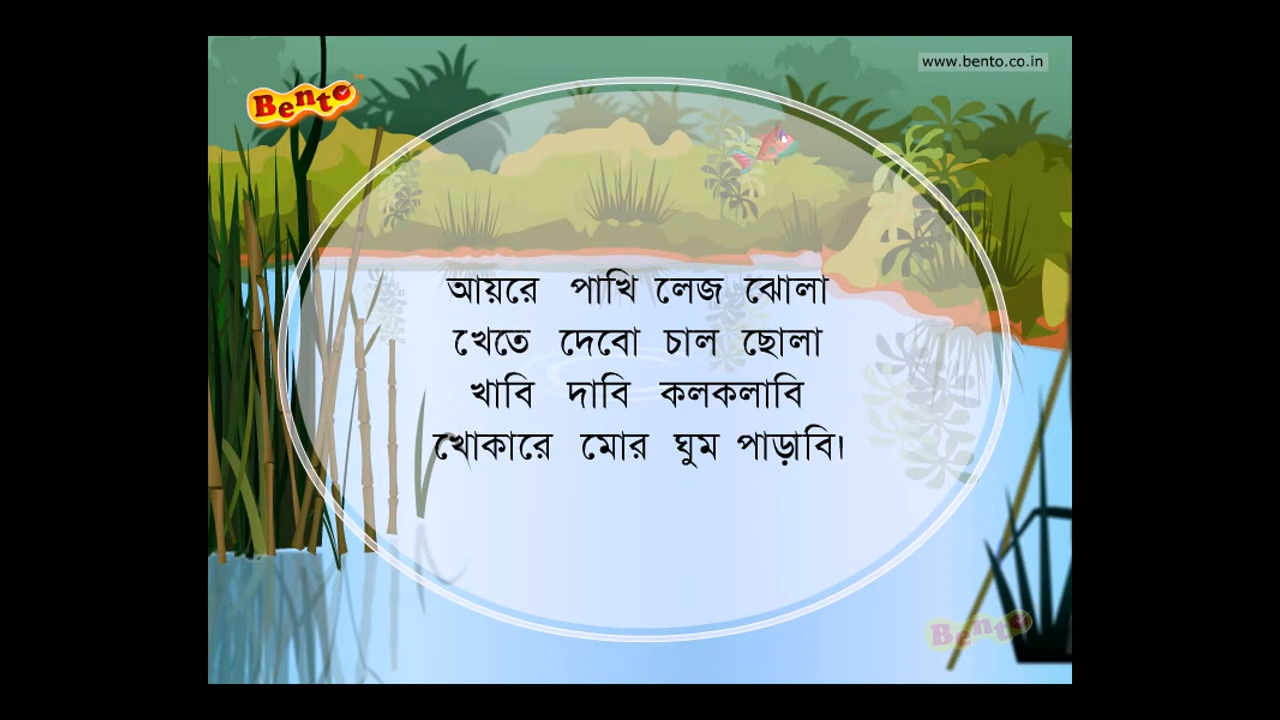 www.bento.co.in
Bento
আয়রে পাখি লেজ ঝোলা
খেতে দেবো চাল ছোলা
খাবি দাবি কলকলাবি
খোকারে মোর ঘুম পাড়াবি।
Bento